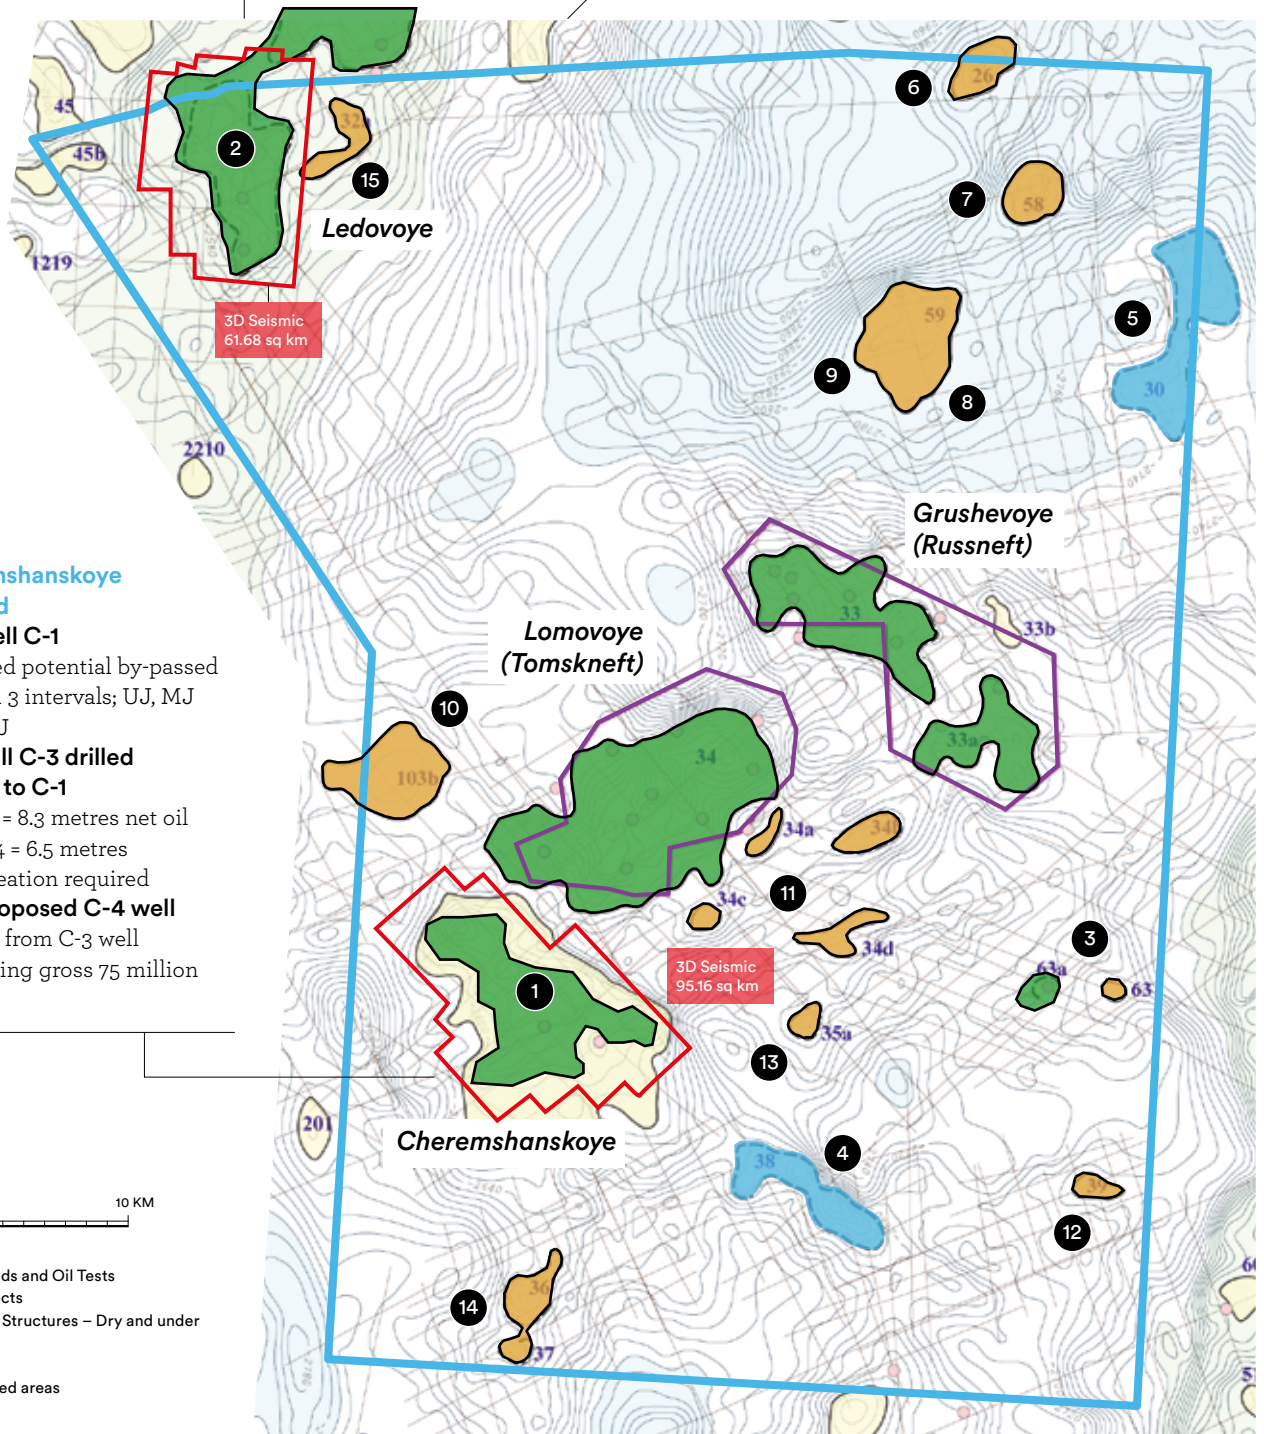 26
6
45
32a
2
45b
15
7
58
Ledovoye
1219
59
5
3D Seismic
61.68 sq km
9
30
8
2210
Grushevoye
(Russneft)
mshanskoye
d
33
33b
ell C-1
Lomovoye
(Tomskneft)
ed potential by-passed
3 intervals; UJ, MJ
J
10
33a
34
ll C-3 drilled
103b
to C-1
= 8.3 metres net oil
34a
4 = 6.5 metres
eation required
11
34c
oposed C-4 well
from C-3 well
34d
3
3D Seismic
95.16 sq km
ing gross 75 million
63a
63
1
35a
13
201
Cheremshanskoye
38
4
39
10 KM
12
ds and Oil Tests
36
cts
14
Structures – Dry and under
37
ed areas